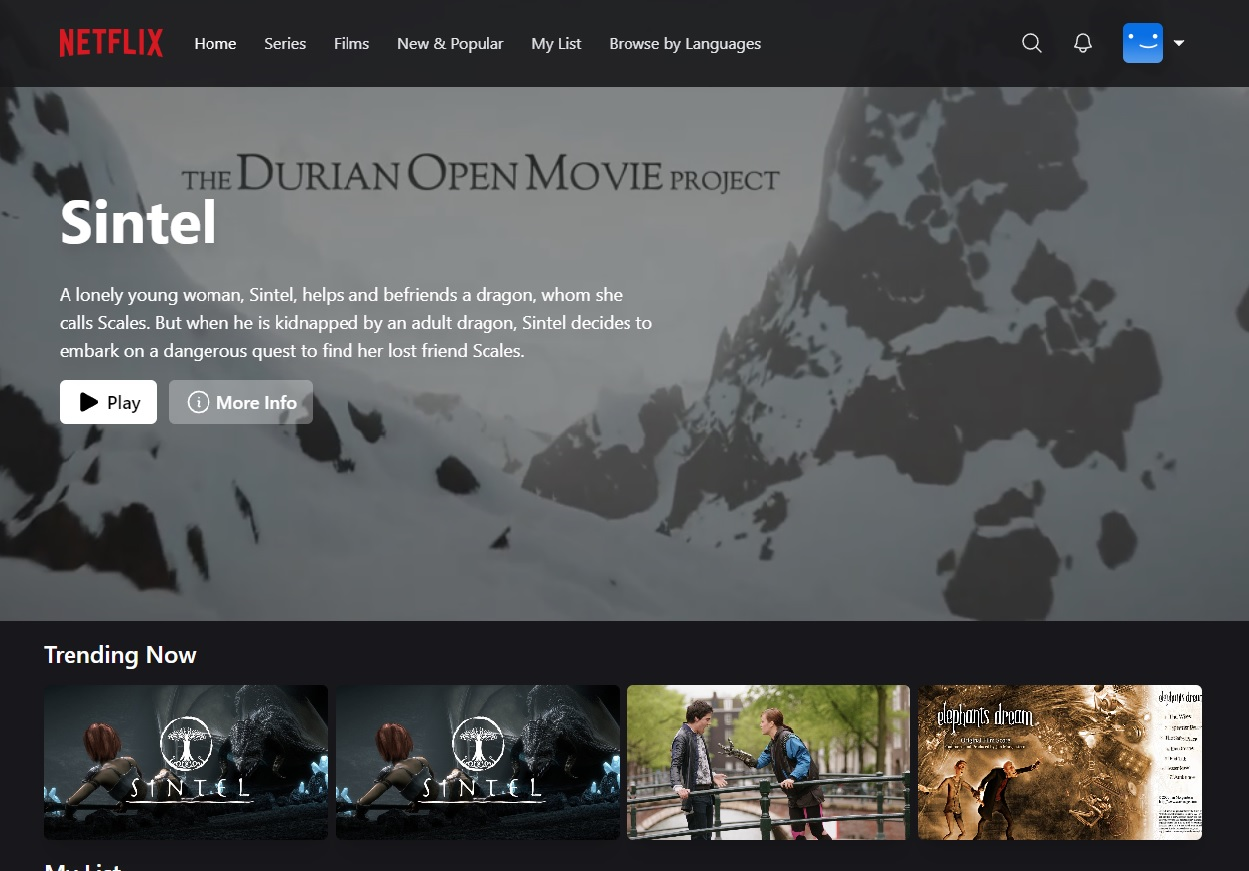 NETFLIX Home Series Films New & Popular My List Browse by Languages
THE DURIAN OPEN MOVIE PROJECT
Sintel
A lonely young woman, Sintel, helps and befriends a dragon, whom she
calls Scales. But when he is kidnapped by an adult dragon, Sintel decides to
embark on a dangerous quest to find her lost friend Scales.
Play More Info
Trending Now
SINTEL
SINTEL
elephants dream
Original Film Score
My List